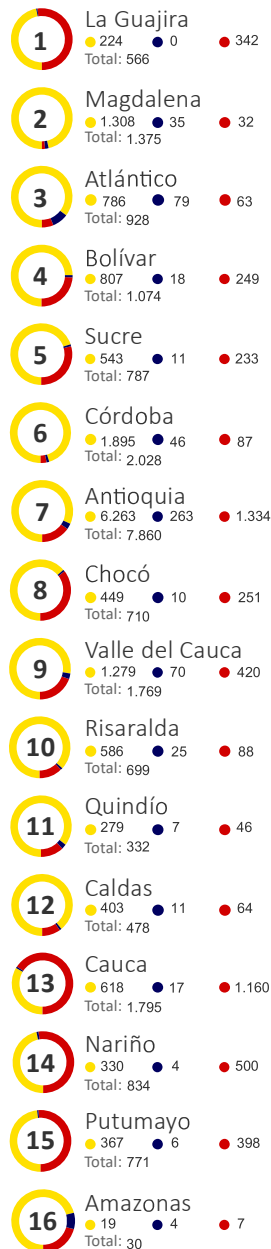 1
La Guajira
224 0 342
Total: 566
2
Magdalena
1.308 35 32
Total: 1.375
3
Atlántico
786 79 63
Total: 928
4
Bolívar
807 18 249
Total: 1.074
5
Sucre
543 11 233
Total: 787
6
Córdoba
1.895 46 87
Total: 2.028
7
Antioquia
6.263 263 1.334
Total: 7.860
8
Chocó
449 10 251
Total: 710
9
Valle del Cauca
1.279 70 420
Total: 1.769
10
Risaralda
586 25 88
Total: 699
11
Quindío
279 7 46
Total: 332
12
Caldas
403 11 64
Total: 478
13
Cauca
618 17 1.160
Total: 1.795
14
Nariño
330 4 500
Total: 834
15
Putumayo
367 6 398
Total: 771
16
Amazonas
19 4 7
Total: 30